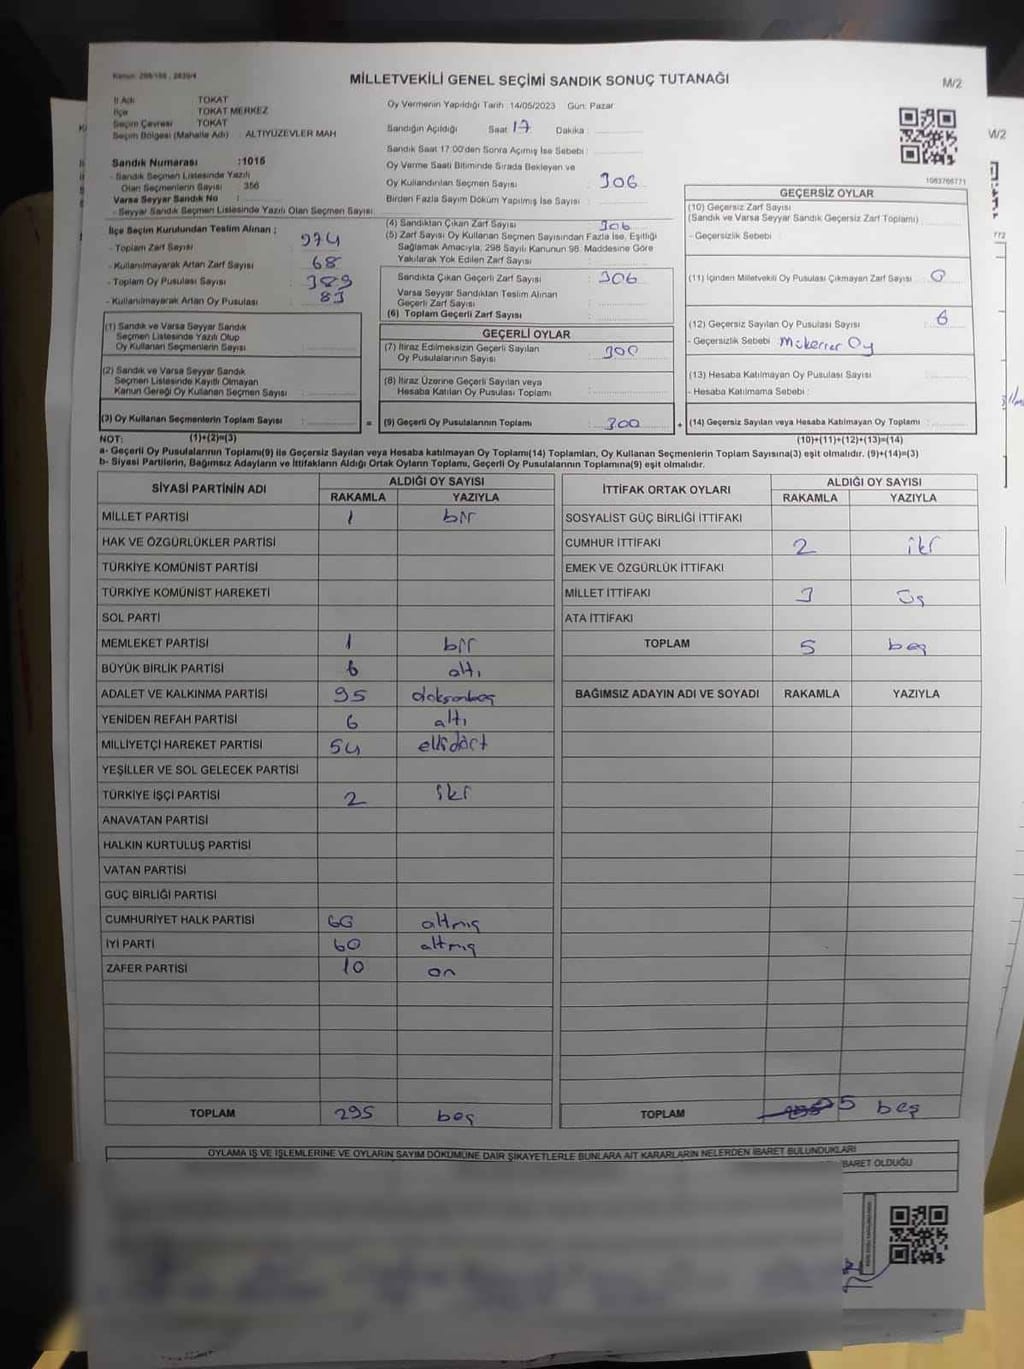 Kanun: 298/108 , 2839/4
MİLLETVEKİLİ GENEL SEÇİMİ SANDIK SONUÇ TUTANAĞI
M/2
İl Adı TOKAT
İlçe TOKAT MERKEZ
Seçim Çevresi TOKAT
Seçim Bölgesi (Mahalle Adı) : ALTIYÜZEVLER MAH
Sandık Numarası :1016
- Sandık Seçmen Listesinde Yazılı
Olan Seçmenlerin Sayısı 356
Varsa Seyyar Sandık No :
- Seyyar Sandık Seçmen Listesinde Yazılı Olan Seçmen Sayısı
Oy Vermenin Yapıldığı Tarih :14/05/2023 Gün: Pazar
Sandığın Açıldığı Saat 17 Dakika :
Sandık Saat 17:00'den Sonra Açılmış İse Sebebi :
Oy Verme Saati Bitiminde Sırada Bekleyen ve
Oy Kullandırılan Seçmen Sayısı : 306
Birden Fazla Sayım Döküm Yapılmış İse Sayısı :
1083766771
İlçe Seçim Kurulundan Teslim Alınan ;
- Toplam Zarf Sayısı : 374
- Kullanılmayarak Artan Zarf Sayısı : 68
- Toplam Oy Pusulası Sayısı : 389
- Kullanılmayarak Artan Oy Pusulası : 83
(1) Sandık ve Varsa Seyyar Sandık
Seçmen Listesinde Yazılı Olup
Oy Kullanan Seçmenlerin Sayısı
(2) Sandık ve Varsa Seyyar Sandık
Seçmen Listesinde Kayıtlı Olmayan
Kanun Gereği Oy Kullanan Seçmen Sayısı
(3) Oy Kullanan Seçmenlerin Toplam Sayısı
(1)+(2)=(3)
(4) Sandıktan Çıkan Zarf Sayısı 306
(5) Zarf Sayısı Oy Kullanan Seçmen Sayısından Fazla İse, Eşitliği
Sağlamak Amacıyla, 298 Sayılı Kanunun 98. Maddesine Göre
Yakılarak Yok Edilen Zarf Sayısı
Sandıkta Çıkan Geçerli Zarf Sayısı : 306
Varsa Seyyar Sandıktan Teslim Alınan
Geçerli Zarf Sayısı
(6) Toplam Geçerli Zarf Sayısı
GEÇERLİ OYLAR
(7) İtiraz Edilmeksizin Geçerli Sayılan
Oy Pusulalarının Sayısı : 300
(8) İtiraz Üzerine Geçerli Sayılan veya
Hesaba Katılan Oy Pusulası Toplamı
= (9) Geçerli Oy Pusulalarının Toplamı : 300
GEÇERSİZ OYLAR
(10) Geçersiz Zarf Sayısı
(Sandık ve Varsa Seyyar Sandık Geçersiz Zarf Toplamı)
- Geçersizlik Sebebi
(11) İçinden Milletvekili Oy Pusulası Çıkmayan Zarf Sayısı : 0
(12) Geçersiz Sayılan Oy Pusulası Sayısı : 6
- Geçersizlik Sebebi Mükerrer Oy
(13) Hesaba Katılmayan Oy Pusulası Sayısı
- Hesaba Katılmama Sebebi
+ (14) Geçersiz Sayılan veya Hesaba Katılmayan Oy Toplamı
(10)+(11)+(12)+(13)=(14)
NOT:
a- Geçerli Oy Pusulalarının Toplamı(9) ile Geçersiz Sayılan veya Hesaba Katılmayan Oy Toplamı(14) Toplamları, Oy Kullanan Seçmenlerin Toplam Sayısına(3) eşit olmalıdır. (9)+(14)=(3)
b- Siyasi Partilerin, Bağımsız Adayların ve İttifakların Aldığı Ortak Oyların Toplamı, Geçerli Oy Pusulalarının Toplamına(9) eşit olmalıdır.
SİYASİ PARTİNİN ADI ALDIĞI OY SAYISI
RAKAMLA YAZIYLA
MİLLET PARTİSİ 1 bir
HAK VE ÖZGÜRLÜKLER PARTİSİ
TÜRKİYE KOMÜNİST PARTİSİ
TÜRKİYE KOMÜNİST HAREKETİ
SOL PARTİ
MEMLEKET PARTİSİ 1 bir
BÜYÜK BİRLİK PARTİSİ 6 altı
ADALET VE KALKINMA PARTİSİ 95 doksanbeş
YENİDEN REFAH PARTİSİ 6 altı
MİLLİYETÇİ HAREKET PARTİSİ 54 ellidört
YEŞİLLER VE SOL GELECEK PARTİSİ
TÜRKİYE İŞÇİ PARTİSİ 2 iki
ANAVATAN PARTİSİ
HALKIN KURTULUŞ PARTİSİ
VATAN PARTİSİ
GÜÇ BİRLİĞİ PARTİSİ
CUMHURİYET HALK PARTİSİ 60 altmış
İYİ PARTİ 60 altmış
ZAFER PARTİSİ 10 on
TOPLAM 295 beş
İTTİFAK ORTAK OYLARI ALDIĞI OY SAYISI
RAKAMLA YAZIYLA
SOSYALİST GÜÇ BİRLİĞİ İTTİFAKI
CUMHUR İTTİFAKI 2 iki
EMEK VE ÖZGÜRLÜK İTTİFAKI
MİLLET İTTİFAKI 3 üç
ATA İTTİFAKI
TOPLAM 5 beş
BAĞIMSIZ ADAYIN ADI VE SOYADI RAKAMLA YAZIYLA
TOPLAM 5 beş
OYLAMA İŞ VE İŞLEMLERİNE VE OYLARIN SAYIM DÖKÜMÜNE DAİR ŞİKAYETLERLE BUNLARA AİT KARARLARIN NELERDEN İBARET BULUNDUKLARI
BARET OLDUĞU